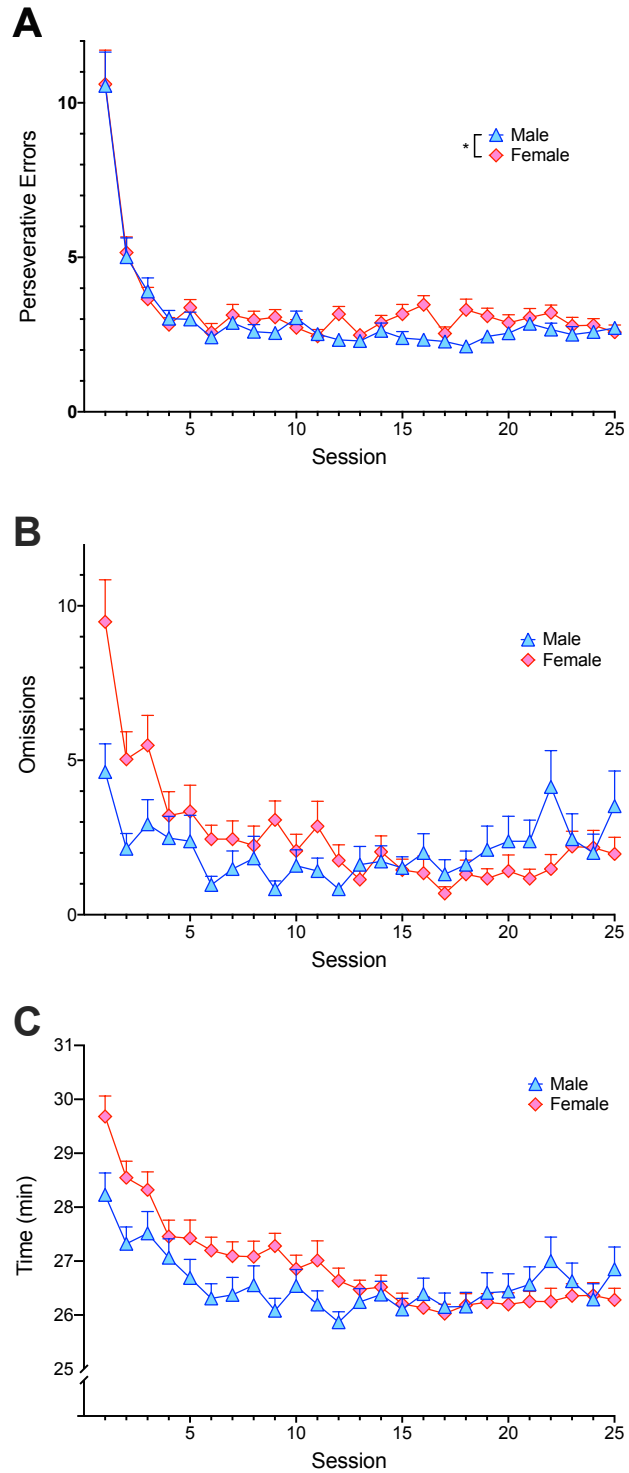 A
10
5
0
Perseverative Errors
* Male
Female
5 10 15 20 25
Session
B
10
5
0
Omissions
Male
Female
5 10 15 20 25
Session
C
31
30
29
28
27
26
25
Time (min)
Male
Female
5 10 15 20 25
Session